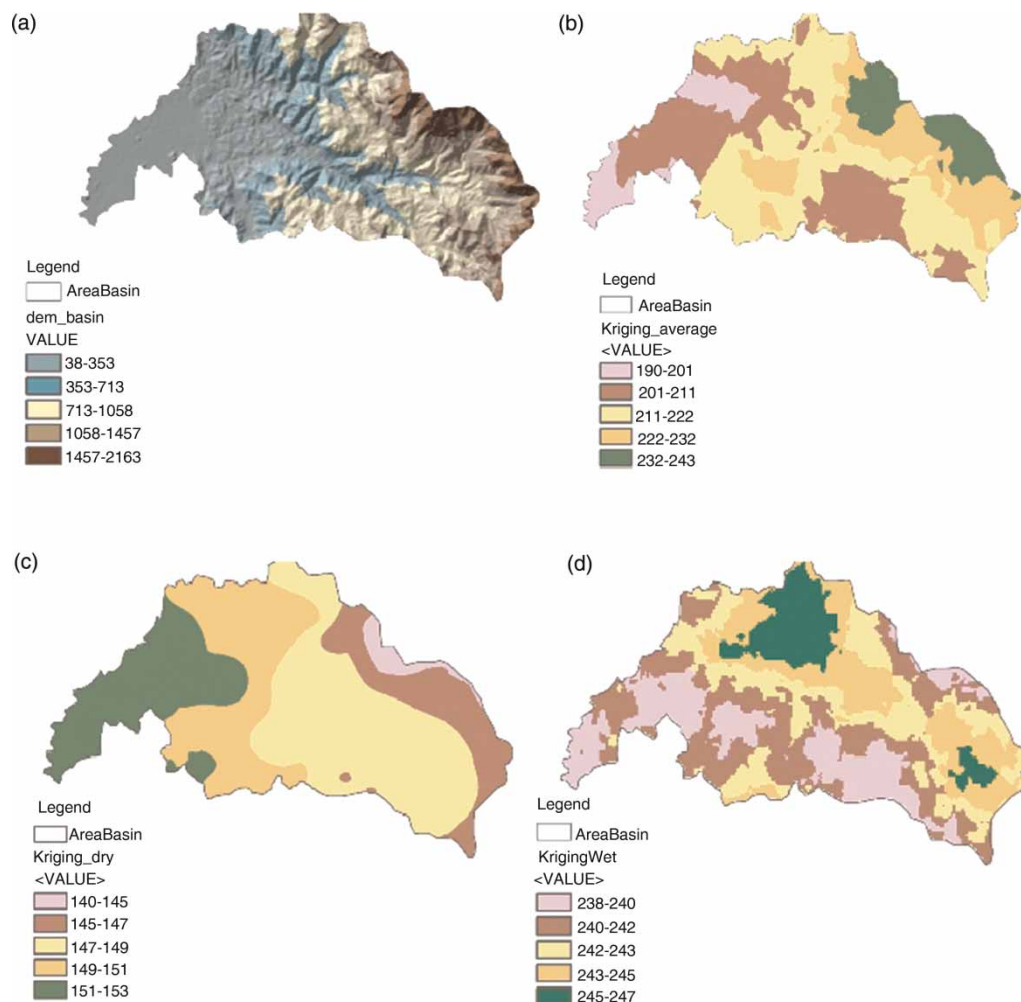 (a)
Legend
AreaBasin
dem_basin
VALUE
38-353
353-713
713-1058
1058-1457
1457-2163
(b)
Legend
AreaBasin
Kriging_average
<VALUE>
190-201
201-211
211-222
222-232
232-243
(c)
Legend
AreaBasin
Kriging_dry
<VALUE>
140-145
145-147
147-149
149-151
151-153
(d)
Legend
AreaBasin
KrigingWet
<VALUE>
238-240
240-242
242-243
243-245
245-247